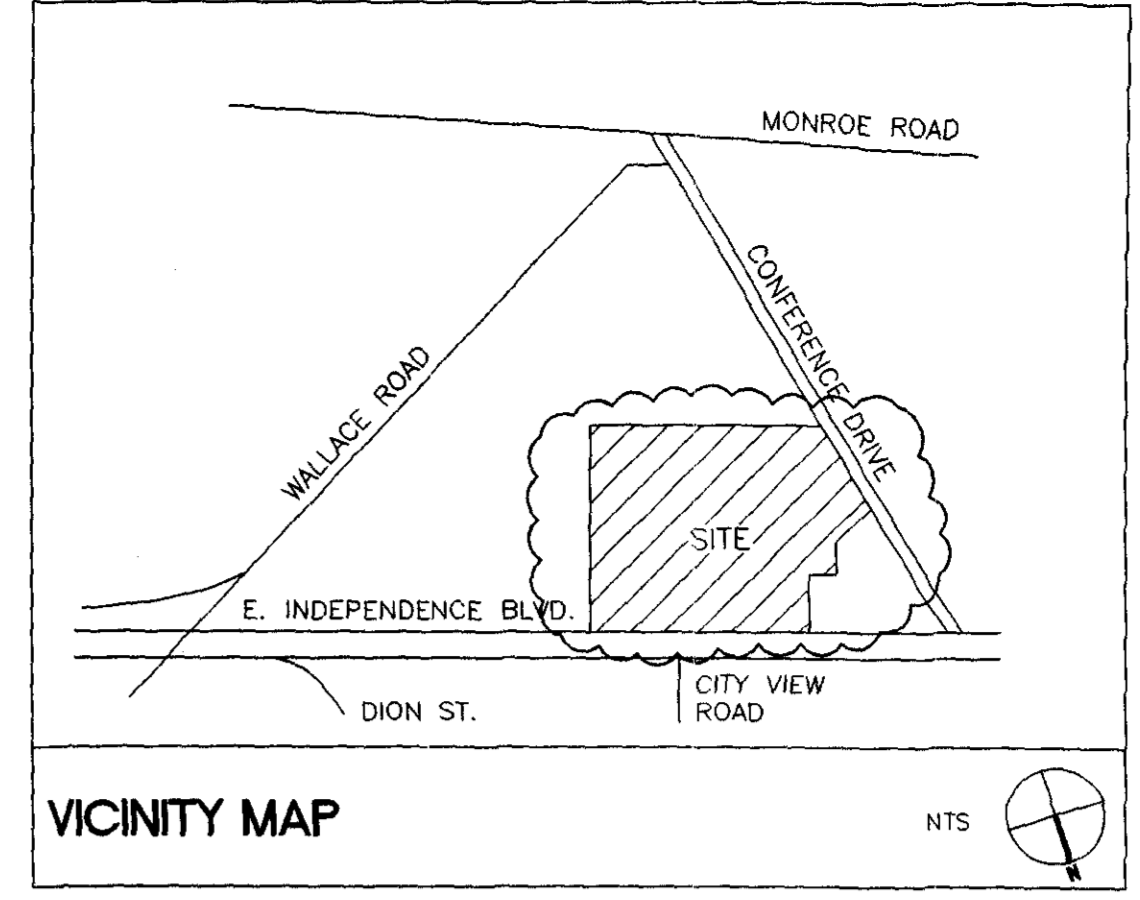 MONROE ROAD
CONFERENCE DRIVE
WALLACE ROAD
SITE
E. INDEPENDENCE BLVD.
CITY VIEW
ROAD
DION ST.
VICINITY MAP
NTS
N